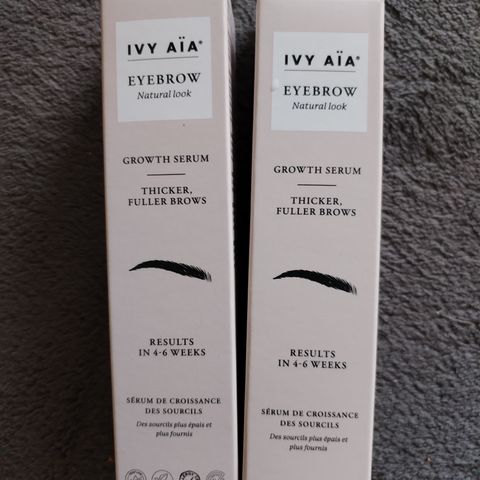 IVY AÏA®
EYEBROW
Natural look
GROWTH SERUM
THICKER,
FULLER BROWS
RESULTS
IN 4-6 WEEKS
SÉRUM DE CROISSANCE
DES SOURCILS
Des sourcils plus épais et
plus fournis
IVY AÏA®
EYEBROW
Natural look
GROWTH SERUM
THICKER,
FULLER BROWS
RESULTS
IN 4-6 WEEKS
SÉRUM DE CROISSANCE
DES SOURCILS
Des sourcils plus épais et
plus fournis